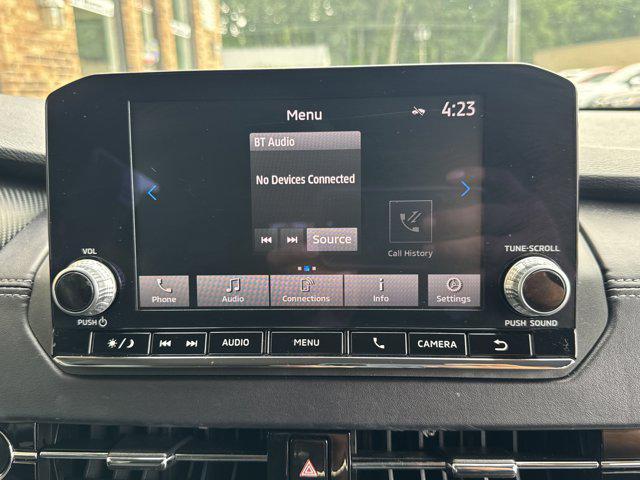 Menu
4:23
BT Audio
No Devices Connected
Source
Call History
Phone
Audio
Connections
Info
Settings
VOL
PUSH
TUNE·SCROLL
PUSH SOUND
AUDIO
MENU
CAMERA